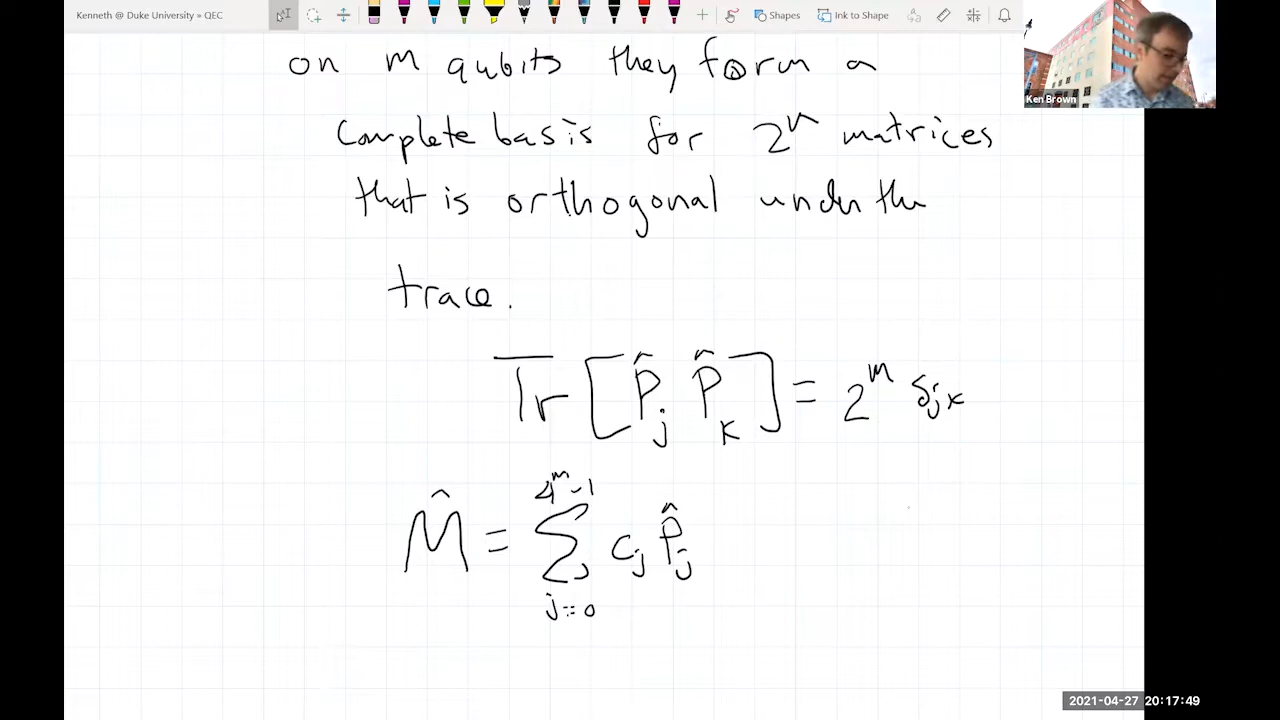 Kenneth @ Duke University » QEC
Shapes
Ink to Shape
on m qubits they form a
Ken Brown
complete basis for 2^n matrices
that is orthogonal under the
trace.
Tr [ P̂_j P̂_k ] = 2^m δ_jk
M̂ = ∑_{j=0}^{4^m-1} c_j P̂_j
2021-04-27 20:17:49